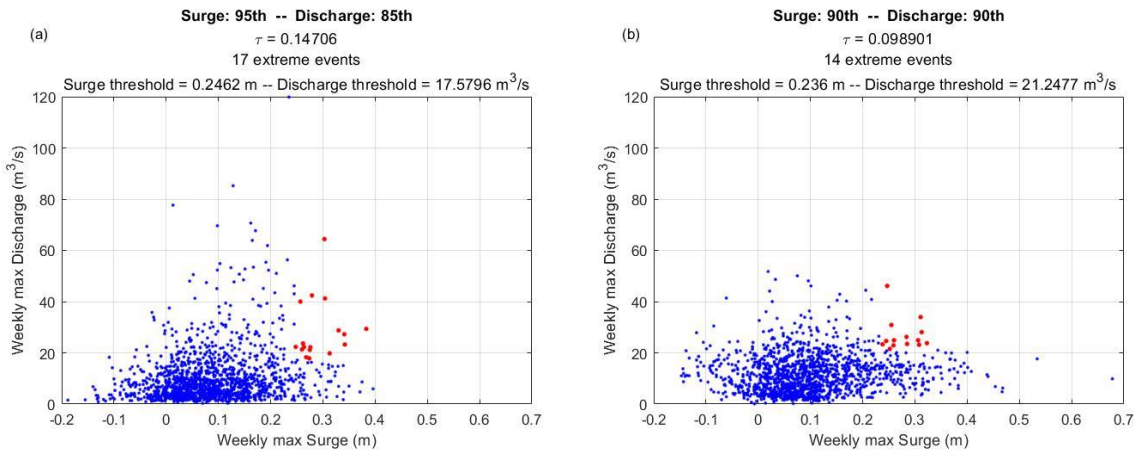 (a)
Surge: 95th -- Discharge: 85th
τ = 0.14706
17 extreme events
Surge threshold = 0.2462 m -- Discharge threshold = 17.5796 m³/s
120
100
80
60
40
20
0
Weekly max Discharge (m³/s)
-0.2 -0.1 0 0.1 0.2 0.3 0.4 0.5 0.6 0.7
Weekly max Surge (m)
(b)
Surge: 90th -- Discharge: 90th
τ = 0.098901
14 extreme events
Surge threshold = 0.236 m -- Discharge threshold = 21.2477 m³/s
120
100
80
60
40
20
0
Weekly max Discharge (m³/s)
-0.2 -0.1 0 0.1 0.2 0.3 0.4 0.5 0.6 0.7
Weekly max Surge (m)